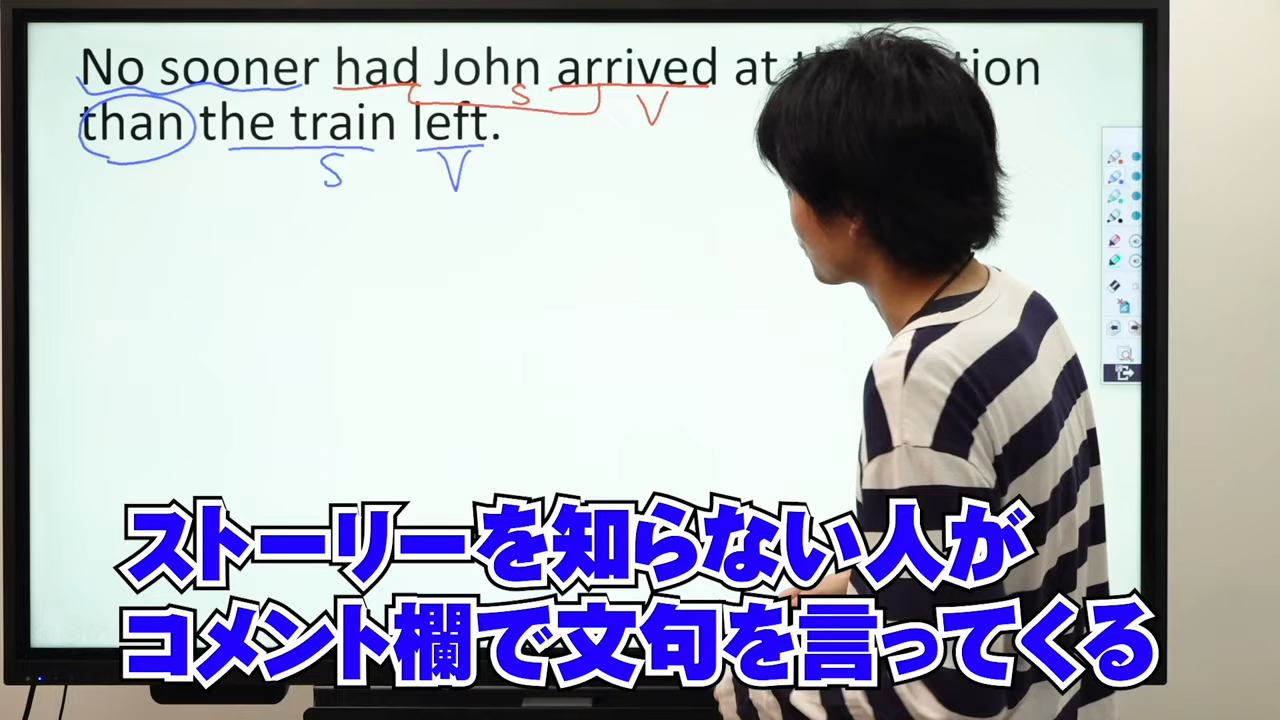 No sooner had John arrived at tion
than the train left.
S V
S V
ストーリーを知らない人が
コメント欄で文句を言ってくる